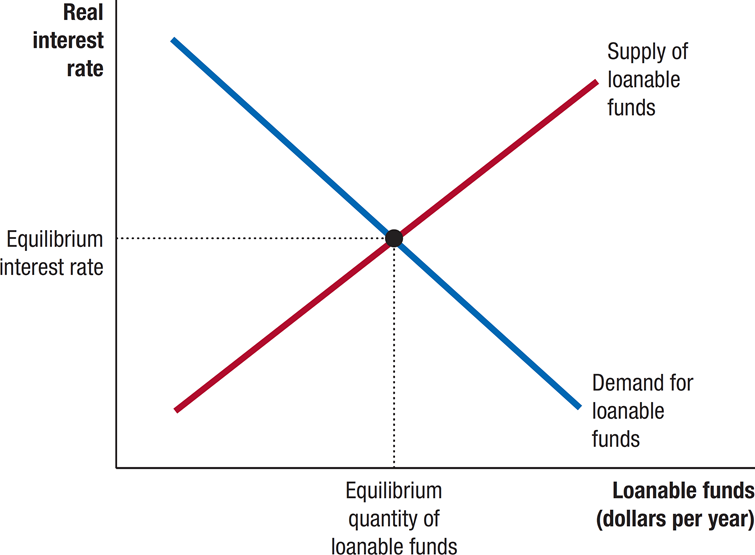 Real
interest
rate
Supply of
loanable
funds
Equilibrium
interest rate
Demand for
loanable
funds
Equilibrium
quantity of
loanable funds
Loanable funds
(dollars per year)